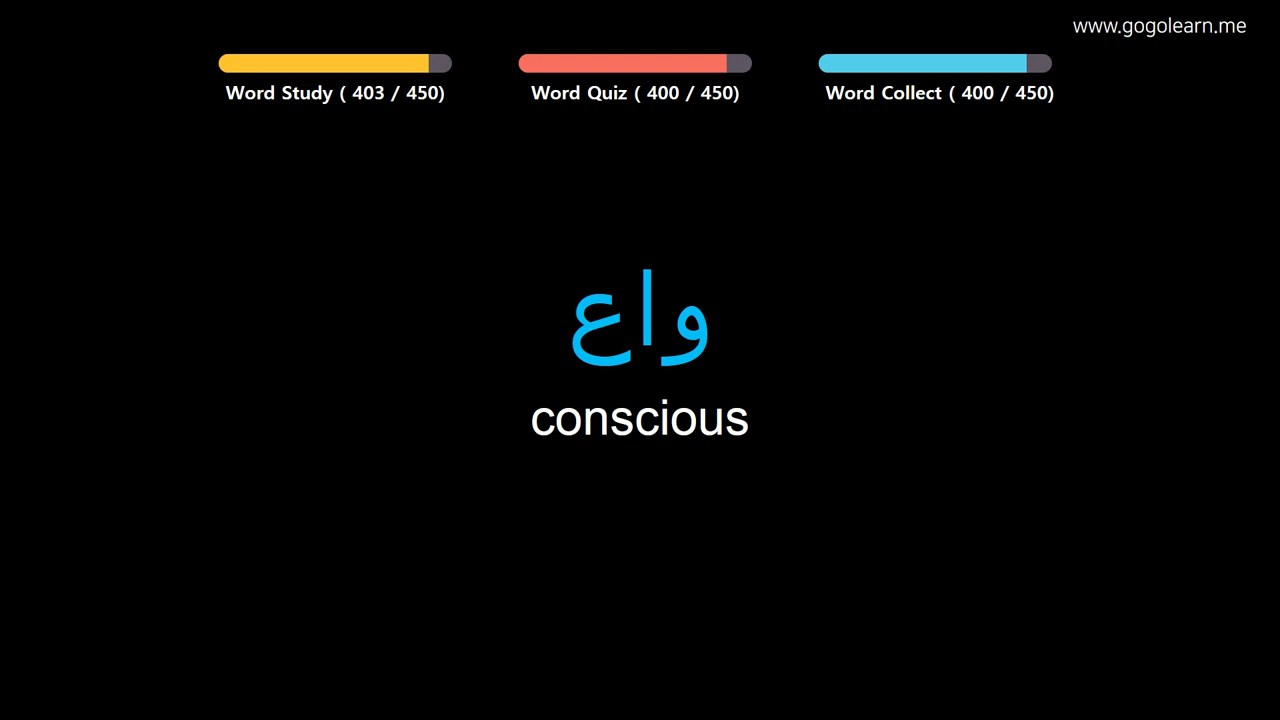 www.gogolearn.me
Word Study ( 403 / 450)
Word Quiz ( 400 / 450)
Word Collect ( 400 / 450)
واع
conscious